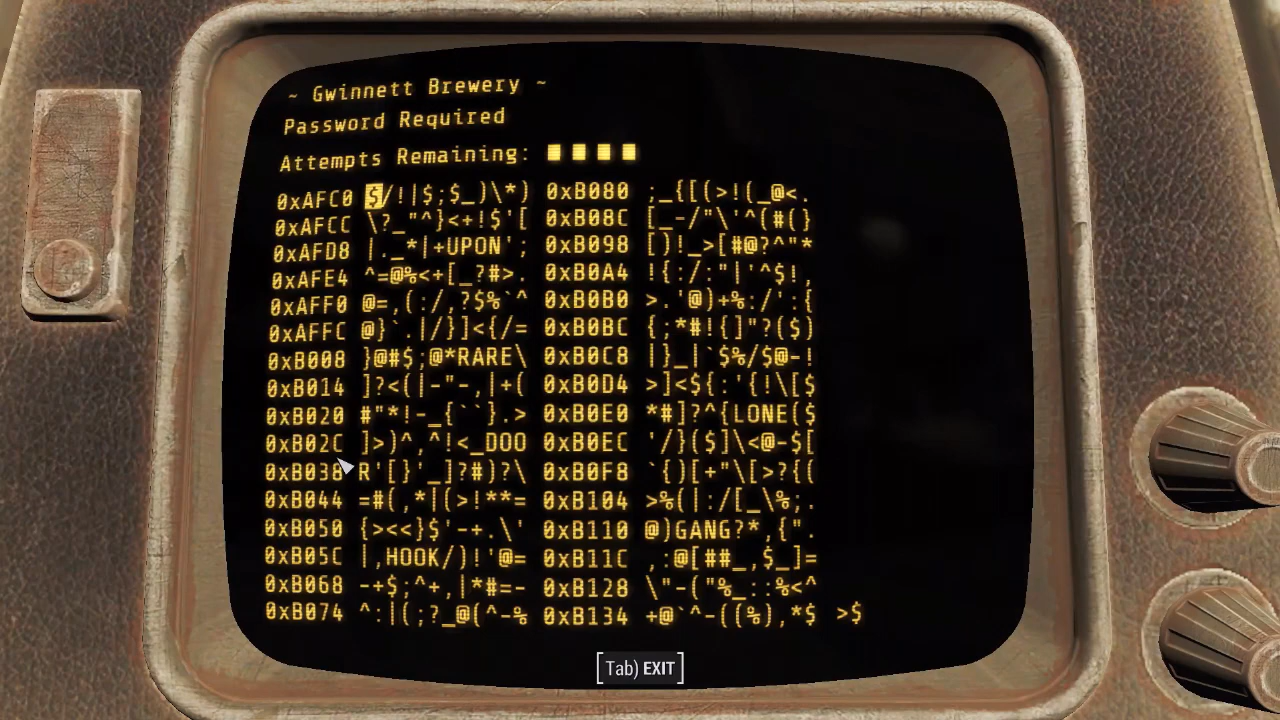 ~ Gwinnett Brewery ~
Password Required
Attempts Remaining: ■ ■ ■ ■
0xAFC0 $/!|$;$_)\*) 0xB080 ;_{[(>!(_@<.
0xAFCC \?_"^}<+!$'[ 0xB08C [_-/"\'^(#(}
0xAFD8 |._*|+UPON'; 0xB098 [)!_>[#@?^"*
0xAFE4 ^=@%<+[_?#>. 0xB0A4 !{:/:"|'^$!,
0xAFF0 @=,(:/,?$%`^ 0xB0B0 >.'@)+%:/':{
0xAFFC @}`.|/}]<{/= 0xB0BC {;*#!{]"?($)
0xB008 }@#$;@*RARE\ 0xB0C8 |}_|`$%/$@-!
0xB014 ]?<(|-"-,|+( 0xB0D4 >]<${:'{!\[$
0xB020 #"*!-_{``}.> 0xB0E0 *#]?^{LONE($
0xB02C ]>)^,^!<_DOO 0xB0EC '/}($]\<@-$[
0xB038 R'[}'_]?#)?\ 0xB0F8 `{)[+"\[>?{(
0xB044 =#(,*|(>!**= 0xB104 >%(|:/[_\%;.
0xB050 {><<}$'-+.\' 0xB110 @)GANG?*,{".
0xB05C |,HOOK/)!'@= 0xB11C ,:@[##_,$_]=
0xB068 -+$;^+,|*#=- 0xB128 \"-("%_::%<^
0xB074 ^:|(;?_@(^-% 0xB134 +@`^-((%),*$ >$
[Tab) EXIT]